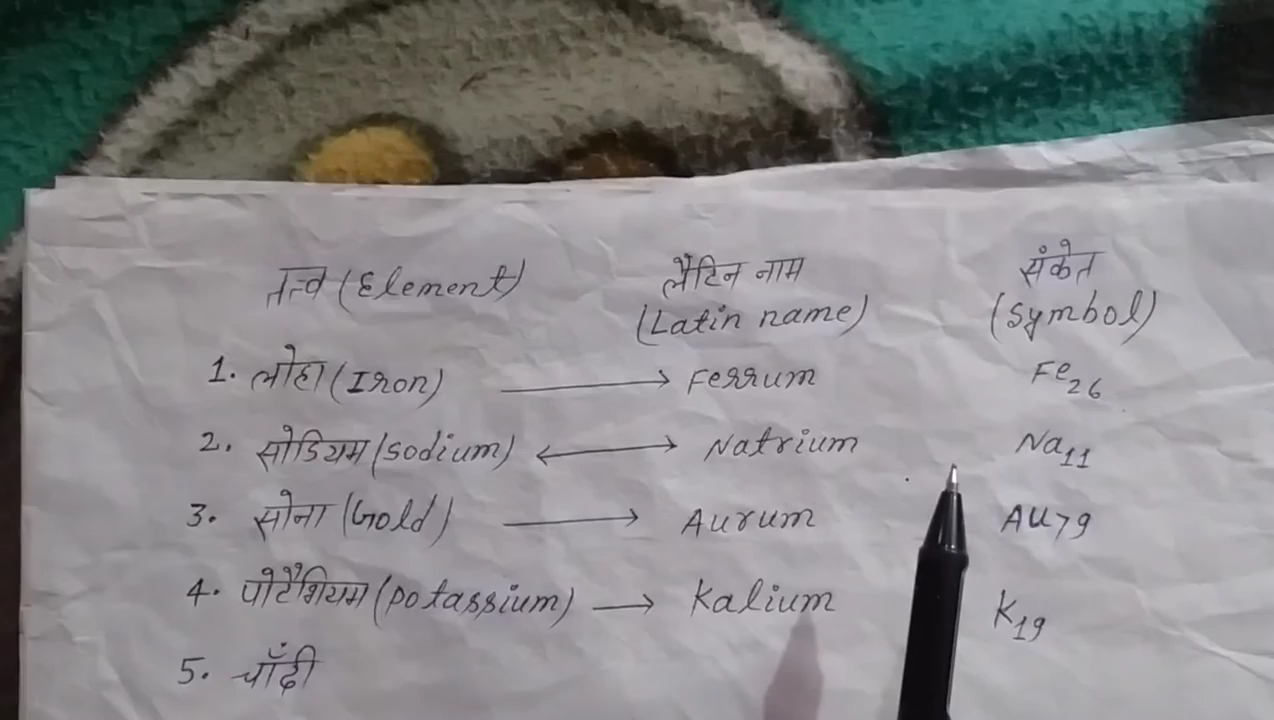 तत्व (Element) लैटिन नाम संकेत
(Latin name) (Symbol)
1. लोहा (Iron) → Ferrum Fe26
2. सोडियम (Sodium) ↔ Natrium Na11
3. सोना (Gold) → Aurum Au79
4. पोटैशियम (Potassium) → Kalium K19
5. चाँदी